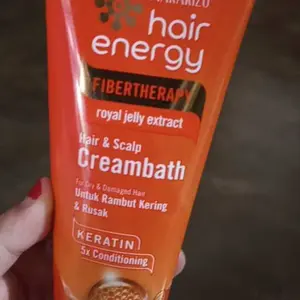 MAKARIZO
hair
energy
FIBERTHERAPY
royal jelly extract
Hair & Scalp
Creambath
For Dry & Damaged Hair
Untuk Rambut Kering
& Rusak
KERATIN
5x Conditioning